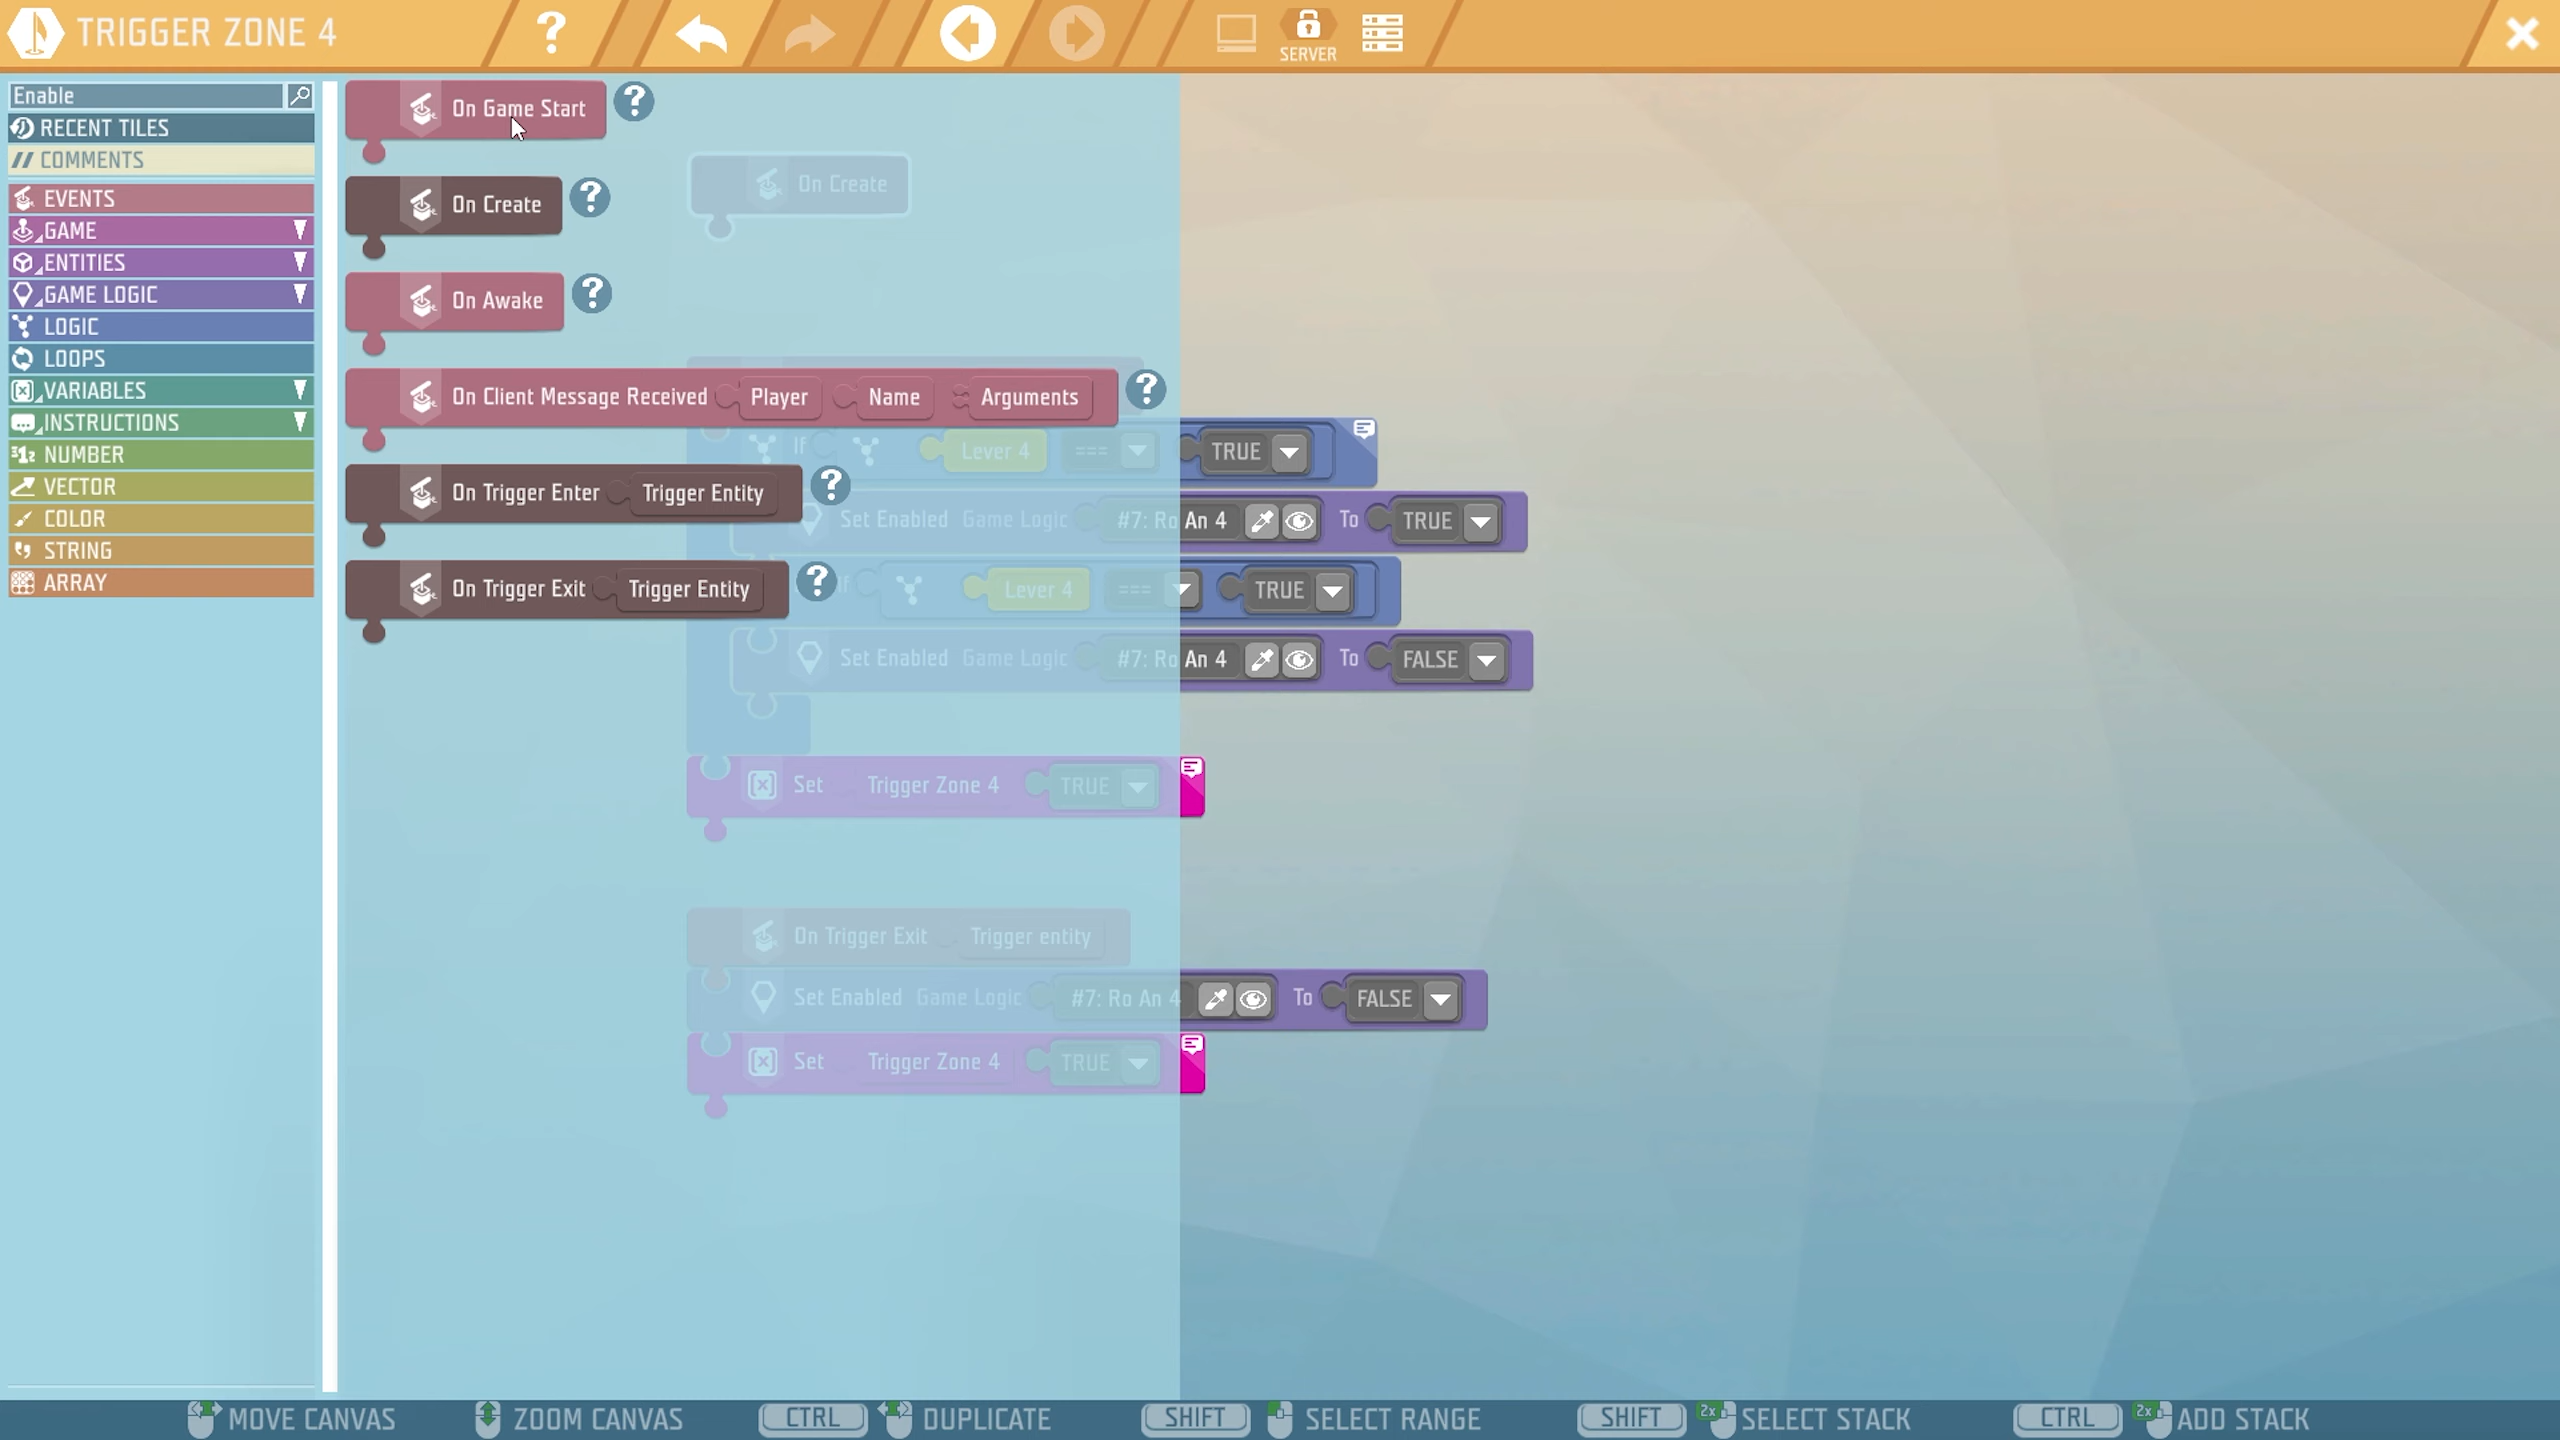 TRIGGER ZONE 4
?
SERVER
Enable
RECENT TILES
// COMMENTS
EVENTS
GAME
ENTITIES
GAME LOGIC
LOGIC
LOOPS
VARIABLES
INSTRUCTIONS
NUMBER
VECTOR
COLOR
STRING
ARRAY
On Game Start ?
On Create ?
On Awake ?
On Client Message Received Player Name Arguments ?
On Trigger Enter Trigger Entity ?
On Trigger Exit Trigger Entity ?
On Create
If Lever 4 === TRUE
Set Enabled Game Logic #7: Ro An 4 To TRUE
If Lever 4 === TRUE
Set Enabled Game Logic #7: Ro An 4 To FALSE
Set Trigger Zone 4 TRUE
On Trigger Exit Trigger entity
Set Enabled Game Logic #7: Ro An 4 To FALSE
Set Trigger Zone 4 TRUE
MOVE CANVAS ZOOM CANVAS CTRL DUPLICATE SHIFT SELECT RANGE SHIFT 2x SELECT STACK CTRL 2x ADD STACK